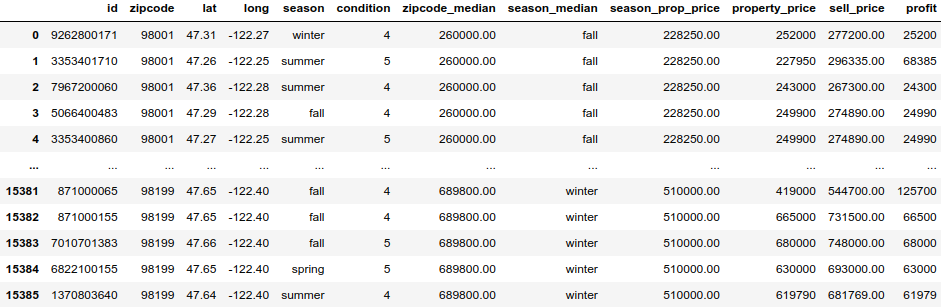 id zipcode lat long season condition zipcode_median season_median season_prop_price property_price sell_price profit
0 9262800171 98001 47.31 -122.27 winter 4 260000.00 fall 228250.00 252000 277200.00 25200
1 3353401710 98001 47.26 -122.25 summer 5 260000.00 fall 228250.00 227950 296335.00 68385
2 7967200060 98001 47.36 -122.28 summer 4 260000.00 fall 228250.00 243000 267300.00 24300
3 5066400483 98001 47.29 -122.28 fall 4 260000.00 fall 228250.00 249900 274890.00 24990
4 3353400860 98001 47.27 -122.25 summer 5 260000.00 fall 228250.00 249900 274890.00 24990
... ... ... ... ... ... ... ... ... ... ... ... ...
15381 871000065 98199 47.65 -122.40 fall 4 689800.00 winter 510000.00 419000 544700.00 125700
15382 871000155 98199 47.65 -122.40 fall 4 689800.00 winter 510000.00 665000 731500.00 66500
15383 7010701383 98199 47.66 -122.40 fall 5 689800.00 winter 510000.00 680000 748000.00 68000
15384 6822100155 98199 47.65 -122.40 spring 5 689800.00 winter 510000.00 630000 693000.00 63000
15385 1370803640 98199 47.64 -122.40 summer 4 689800.00 winter 510000.00 619790 681769.00 61979